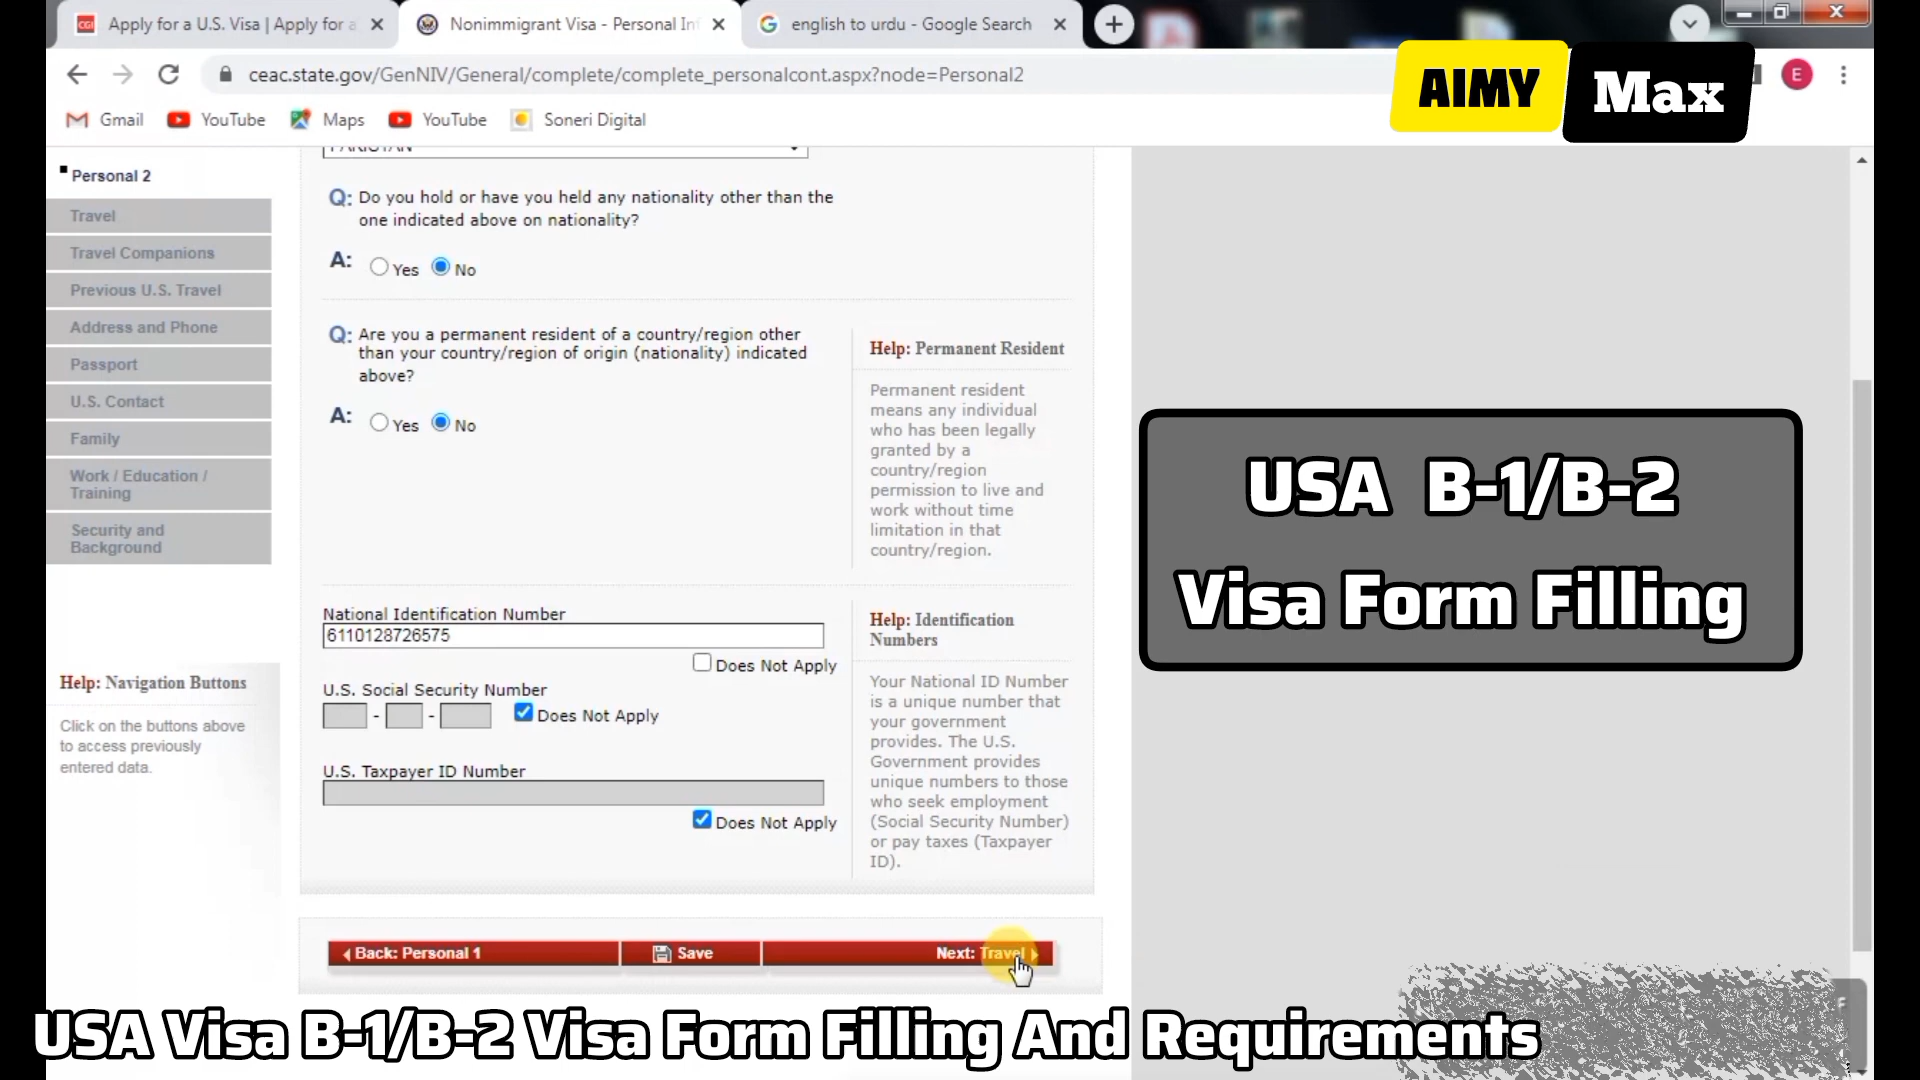 Apply for a U.S. Visa | Apply for a
Nonimmigrant Visa - Personal In
english to urdu - Google Search
ceac.state.gov/GenNIV/General/complete/complete_personalcont.aspx?node=Personal2
E
AIMY Max
Gmail
YouTube
Maps
YouTube
Soneri Digital
Personal 2
Travel
Travel Companions
Previous U.S. Travel
Address and Phone
Passport
U.S. Contact
Family
Work / Education /
Training
Security and
Background
Help: Navigation Buttons
Click on the buttons above
to access previously
entered data.
PAKISTAN
Q: Do you hold or have you held any nationality other than the
one indicated above on nationality?
A: Yes No
Q: Are you a permanent resident of a country/region other
than your country/region of origin (nationality) indicated
above?
A: Yes No
Help: Permanent Resident
Permanent resident
means any individual
who has been legally
granted by a
country/region
permission to live and
work without time
limitation in that
country/region.
National Identification Number
6110128726575
Does Not Apply
U.S. Social Security Number
- - Does Not Apply
U.S. Taxpayer ID Number
Does Not Apply
Help: Identification
Numbers
Your National ID Number
is a unique number that
your government
provides. The U.S.
Government provides
unique numbers to those
who seek employment
(Social Security Number)
or pay taxes (Taxpayer
ID).
Back: Personal 1
Save
Next: Travel
USA B-1/B-2
Visa Form Filling
USA Visa B-1/B-2 Visa Form Filling And Requirements